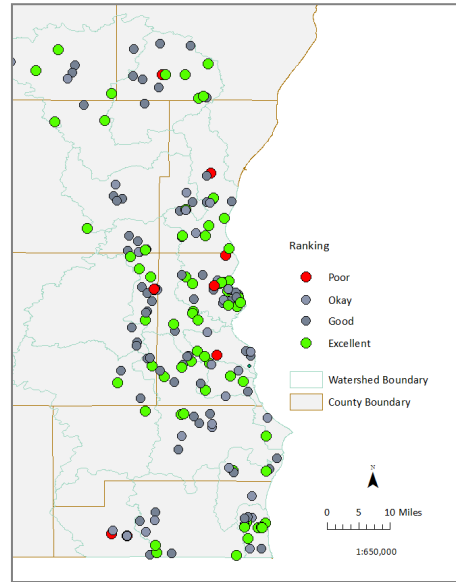 Ranking
Poor
Okay
Good
Excellent
Watershed Boundary
County Boundary
N
0 5 10 Miles
1:650,000